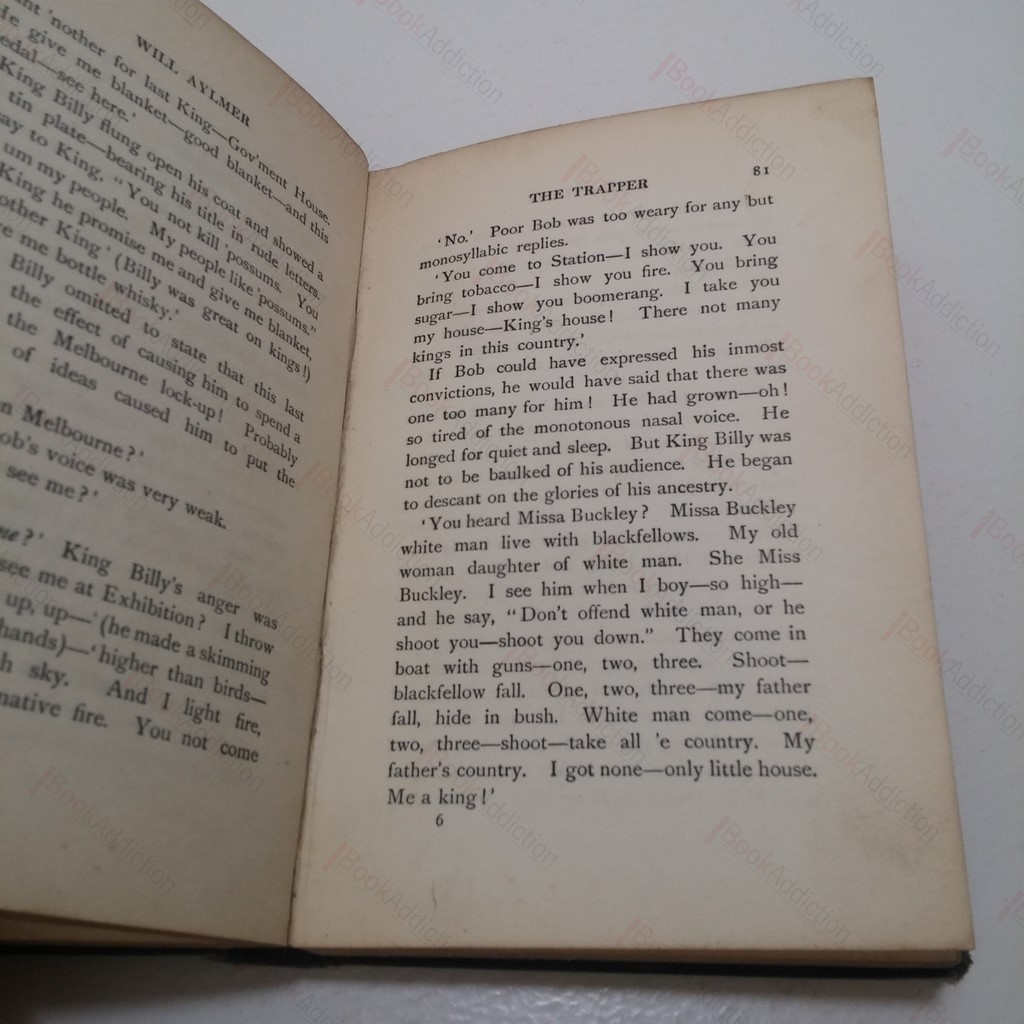 WILL AYLMER
'nother for last King—Gov'ment House.
He give me blanket—good blanket—and this
medal—see here.'
King Billy flung open his coat and showed a
tin plate—bearing his title in rude letters.
to King, "You not kill 'possums. You
um my people. My people like 'possums."
King he promise me and give me blanket,
other King' (Billy was great on kings!)
me bottle whisky.'
Billy omitted to state that this last
the effect of causing him to spend a
the Melbourne lock-up! Probably
of ideas caused him to put the
Melbourne?'
Bob's voice was very weak.
see me?'
me?' King Billy's anger was
see me at Exhibition? I throw
up, up—' (he made a skimming
hands)—'higher than birds—
sky. And I light fire,
native fire. You not come
THE TRAPPER 81
'No.' Poor Bob was too weary for any but
monosyllabic replies.
'You come to Station—I show you. You
bring tobacco—I show you fire. You bring
sugar—I show you boomerang. I take you
my house—King's house! There not many
kings in this country.'
If Bob could have expressed his inmost
convictions, he would have said that there was
one too many for him! He had grown—oh!
so tired of the monotonous nasal voice. He
longed for quiet and sleep. But King Billy was
not to be baulked of his audience. He began
to descant on the glories of his ancestry.
'You heard Missa Buckley? Missa Buckley
white man live with blackfellows. My old
woman daughter of white man. She Miss
Buckley. I see him when I boy—so high—
and he say, "Don't offend white man, or he
shoot you—shoot you down." They come in
boat with guns—one, two, three. Shoot—
blackfellow fall. One, two, three—my father
fall, hide in bush. White man come—one,
two, three—shoot—take all 'e country. My
father's country. I got none—only little house.
Me a king!'
6
BookAddiction